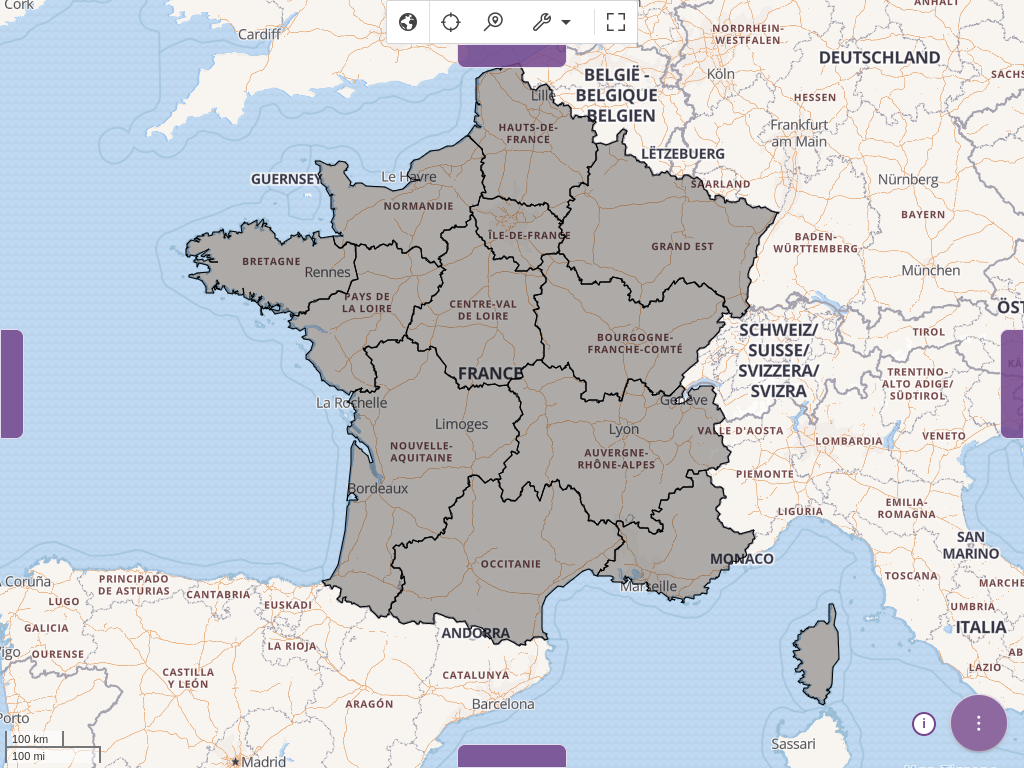 Cork
Cardiff
ANHALT
NORDRHEIN-
WESTFALEN
DEUTSCHLAND
Köln
SACHS
BELGIË -
BELGIQUE
BELGIEN
Lille
HESSEN
Frankfurt
am Main
HAUTS-DE-
FRANCE
LËTZEBUERG
SAARLAND
Nürnberg
GUERNSEY
Le Havre
NORMANDIE
BAYERN
ÎLE-DE-FRANCE
GRAND EST
BADEN-
WÜRTTEMBERG
München
BRETAGNE
Rennes
PAYS DE
LA LOIRE
CENTRE-VAL
DE LOIRE
BOURGOGNE-
FRANCHE-COMTÉ
SCHWEIZ/
SUISSE/
SVIZZERA/
SVIZRA
ÖST
TIROL
KÄ
FRANCE
TRENTINO-
ALTO ADIGE/
SÜDTIROL
La Rochelle
Genève
Limoges
Lyon
VALLE D'AOSTA
LOMBARDIA
VENETO
NOUVELLE-
AQUITAINE
AUVERGNE-
RHÔNE-ALPES
PIEMONTE
Bordeaux
LIGURIA
EMILIA-
ROMAGNA
SAN
MARINO
OCCITANIE
MONACO
Marseille
TOSCANA
MARCHE
A Coruña
PRINCIPADO
DE ASTURIAS
CANTABRIA
EUSKADI
LUGO
GALICIA
igo
OURENSE
LA RIOJA
ANDORRA
UMBRIA
ITALIA
AB
LAZIO
CASTILLA
Y LEÓN
CATALUNYA
ARAGÓN
Barcelona
Porto
i
Sassari
100 km
100 mi
Madrid